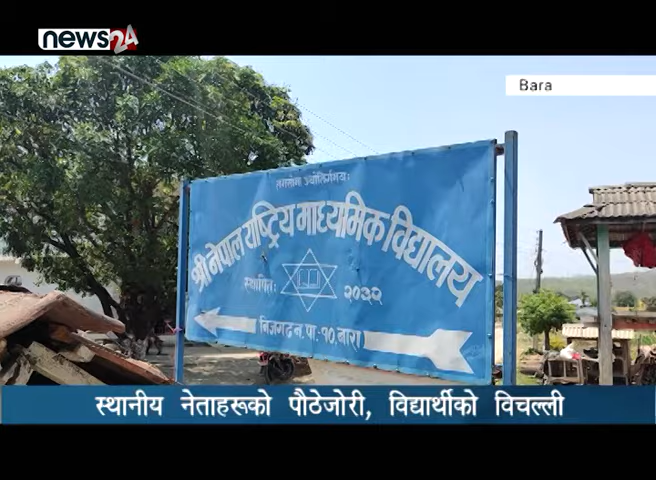 news24
Bara
तमसोमा ज्योतिर्गमयः
श्री नेपाल राष्ट्रिय माध्यमिक विद्यालय
स्थापित २०३२
निजगढ न.पा. १०, बारा
स्थानीय नेताहरूको पौठेजोरी, विद्यार्थीको विचल्ली